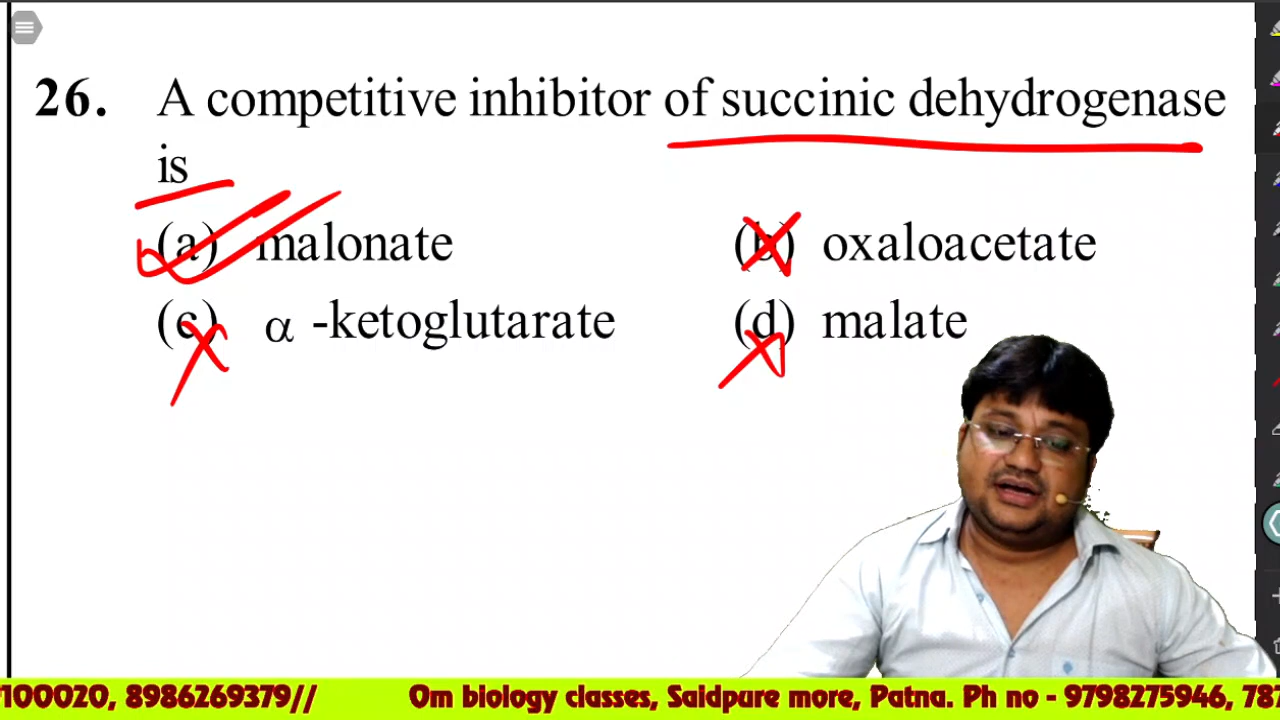 26. A competitive inhibitor of succinic dehydrogenase
is
(a) malonate (b) oxaloacetate
(c) α -ketoglutarate (d) malate
100020, 8986269379// Om biology classes, Saidpure more, Patna. Ph no - 9798275946, 78